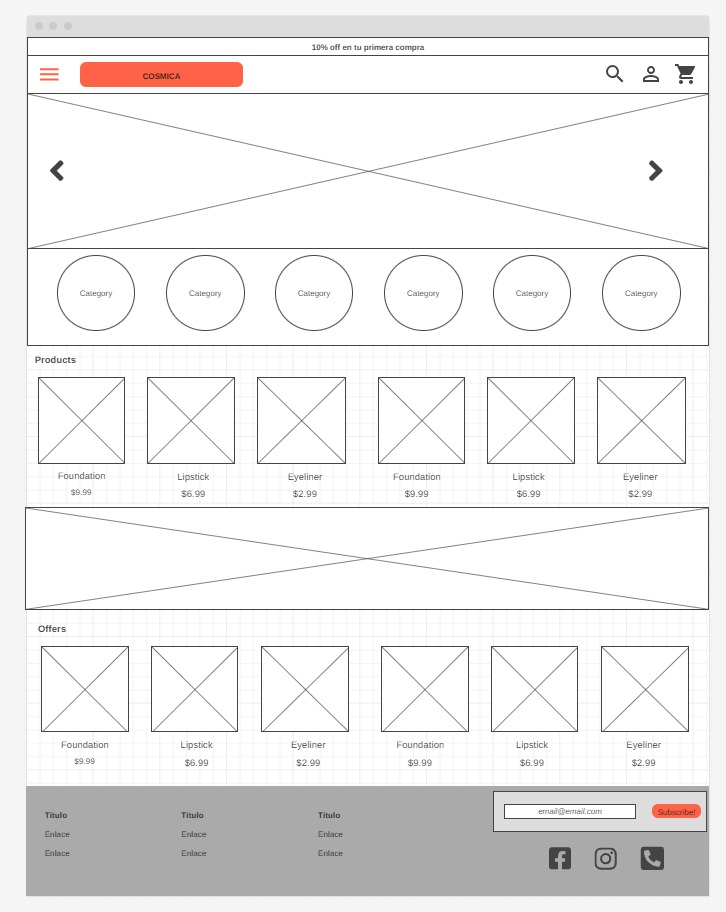 10% off en tu primera compra
COSMICA
Category Category Category Category Category Category
Products
Foundation Lipstick Eyeliner Foundation Lipstick Eyeliner
$9.99 $6.99 $2.99 $9.99 $6.99 $2.99
Offers
Foundation Lipstick Eyeliner Foundation Lipstick Eyeliner
$9.99 $6.99 $2.99 $9.99 $6.99 $2.99
Título Título Título
Enlace Enlace Enlace
Enlace Enlace Enlace
email@email.com Subscribe!